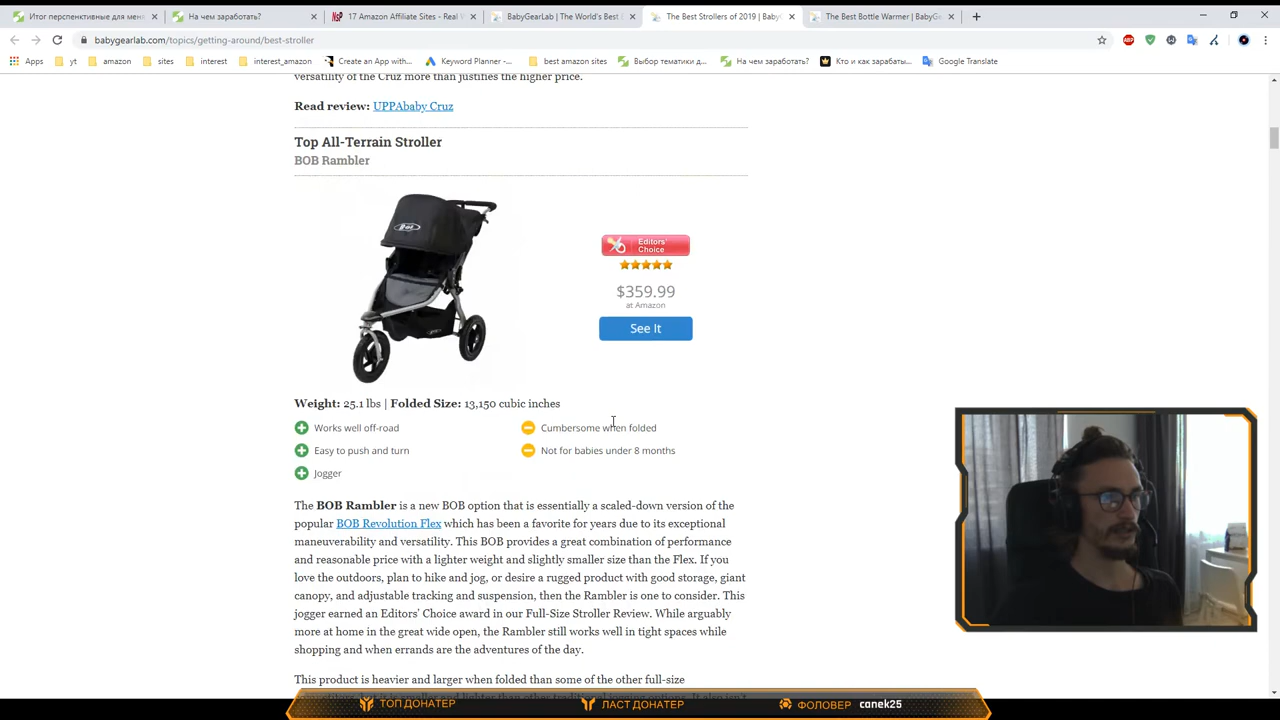 Итог перспенктивные для мен
На чем заработать?
17 Amazon Affiliate Sites - Real W
BabyGearLab | The World's Best B
The Best Strollers of 2019 | Baby
The Best Bottle Warmer | BabyGe
babygearlab.com/topics/getting-around/best-stroller
Apps
yt
amazon
sites
interest
interest_amazon
Create an App with...
Keyword Planner -...
best amazon sites
Выбор тематики д...
На чем заработать?
Кто и как зарабаты...
Google Translate
versatility of the Cruz more than justifies the higher price.
Read review: UPPAbaby Cruz
Top All-Terrain Stroller
BOB Rambler
Editors'
Choice
$359.99
at Amazon
See It
Weight: 25.1 lbs | Folded Size: 13,150 cubic inches
Works well off-road
Easy to push and turn
Jogger
Cumbersome when folded
Not for babies under 8 months
The BOB Rambler is a new BOB option that is essentially a scaled-down version of the
popular BOB Revolution Flex which has been a favorite for years due to its exceptional
maneuverability and versatility. This BOB provides a great combination of performance
and reasonable price with a lighter weight and slightly smaller size than the Flex. If you
love the outdoors, plan to hike and jog, or desire a rugged product with good storage, giant
canopy, and adjustable tracking and suspension, then the Rambler is one to consider. This
jogger earned an Editors' Choice award in our Full-Size Stroller Review. While arguably
more at home in the great wide open, the Rambler still works well in tight spaces while
shopping and when errands are the adventures of the day.
This product is heavier and larger when folded than some of the other full-size
ТОП ДОНАТЕР
ЛАСТ ДОНАТЕР
ФОЛОВЕР canek25